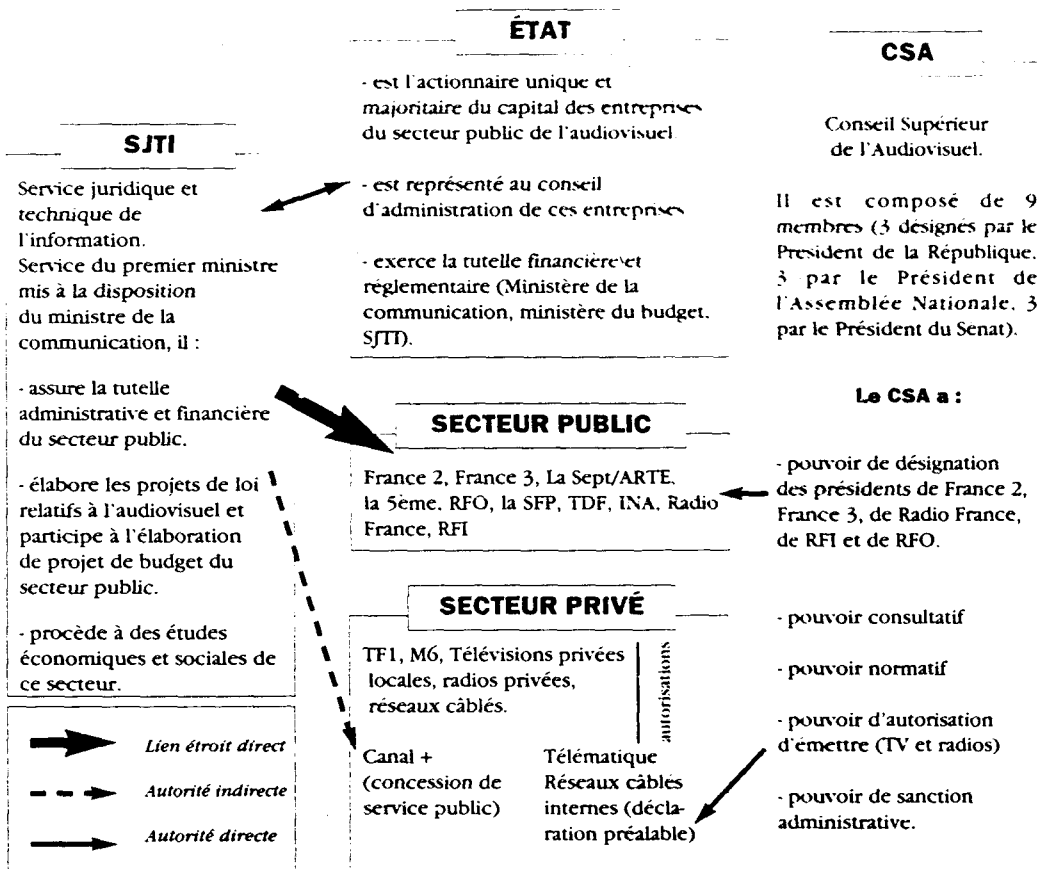 ÉTAT
- est l'actionnaire unique et
majoritaire du capital des entreprises
du secteur public de l'audiovisuel.
- est représenté au conseil
d'administration de ces entreprises
- exerce la tutelle financière et
réglementaire (Ministère de la
communication, ministère du budget.
SJTI).
SJTI
Service juridique et
technique de
l'information.
Service du premier ministre
mis à la disposition
du ministre de la
communication, il :
- assure la tutelle
administrative et financière
du secteur public.
- élabore les projets de loi
relatifs à l'audiovisuel et
participe à l'élaboration
de projet de budget du
secteur public.
- procède à des études
économiques et sociales de
ce secteur.
Lien étroit direct
Autorité indirecte
Autorité directe
SECTEUR PUBLIC
France 2, France 3, La Sept/ARTE.
la 5ème. RFO, la SFP, TDF, INA, Radio
France, RFI
SECTEUR PRIVÉ
TF1, M6, Télévisions privées
locales, radios privées,
réseaux câblés.
autorisations
Canal +
(concession de
service public)
Télématique
Réseaux câblés
internes (décla-
ration préalable)
CSA
Conseil Supérieur
de l'Audiovisuel.
Il est composé de 9
membres (3 désignés par le
Président de la République.
3 par le Président de
l'Assemblée Nationale. 3
par le Président du Senat).
Le CSA a :
- pouvoir de désignation
des présidents de France 2,
France 3, de Radio France,
de RFI et de RFO.
- pouvoir consultatif
- pouvoir normatif
- pouvoir d'autorisation
d'émettre (TV et radios)
- pouvoir de sanction
administrative.